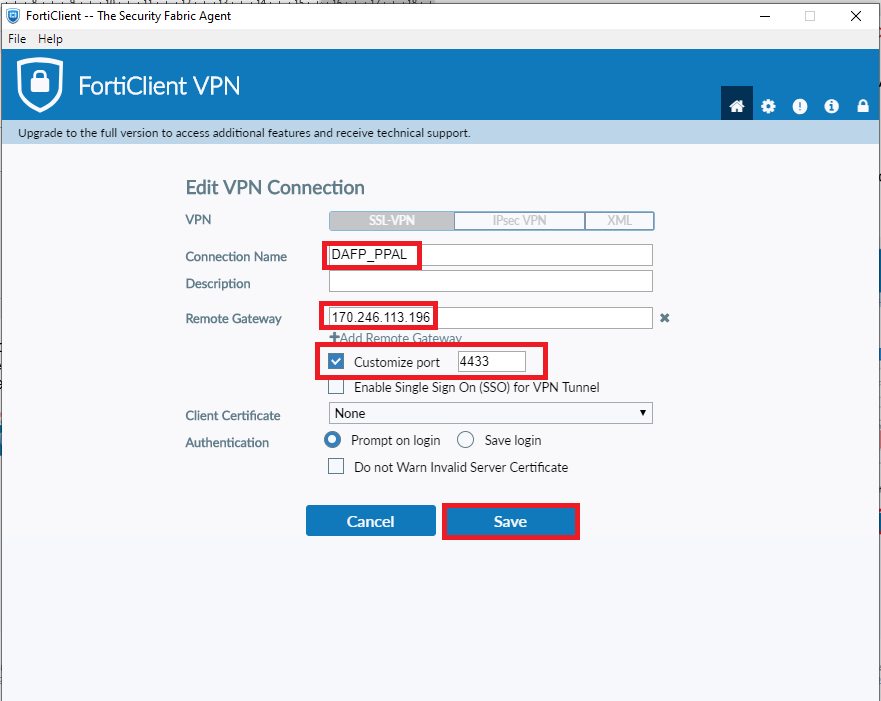 FortiClient -- The Security Fabric Agent
File Help
FortiClient VPN
Upgrade to the full version to access additional features and receive technical support.
Edit VPN Connection
VPN SSL-VPN IPsec VPN XML
Connection Name DAFP_PPAL
Description
Remote Gateway 170.246.113.196
+Add Remote Gateway
Customize port 4433
Enable Single Sign On (SSO) for VPN Tunnel
Client Certificate None
Authentication Prompt on login Save login
Do not Warn Invalid Server Certificate
Cancel Save